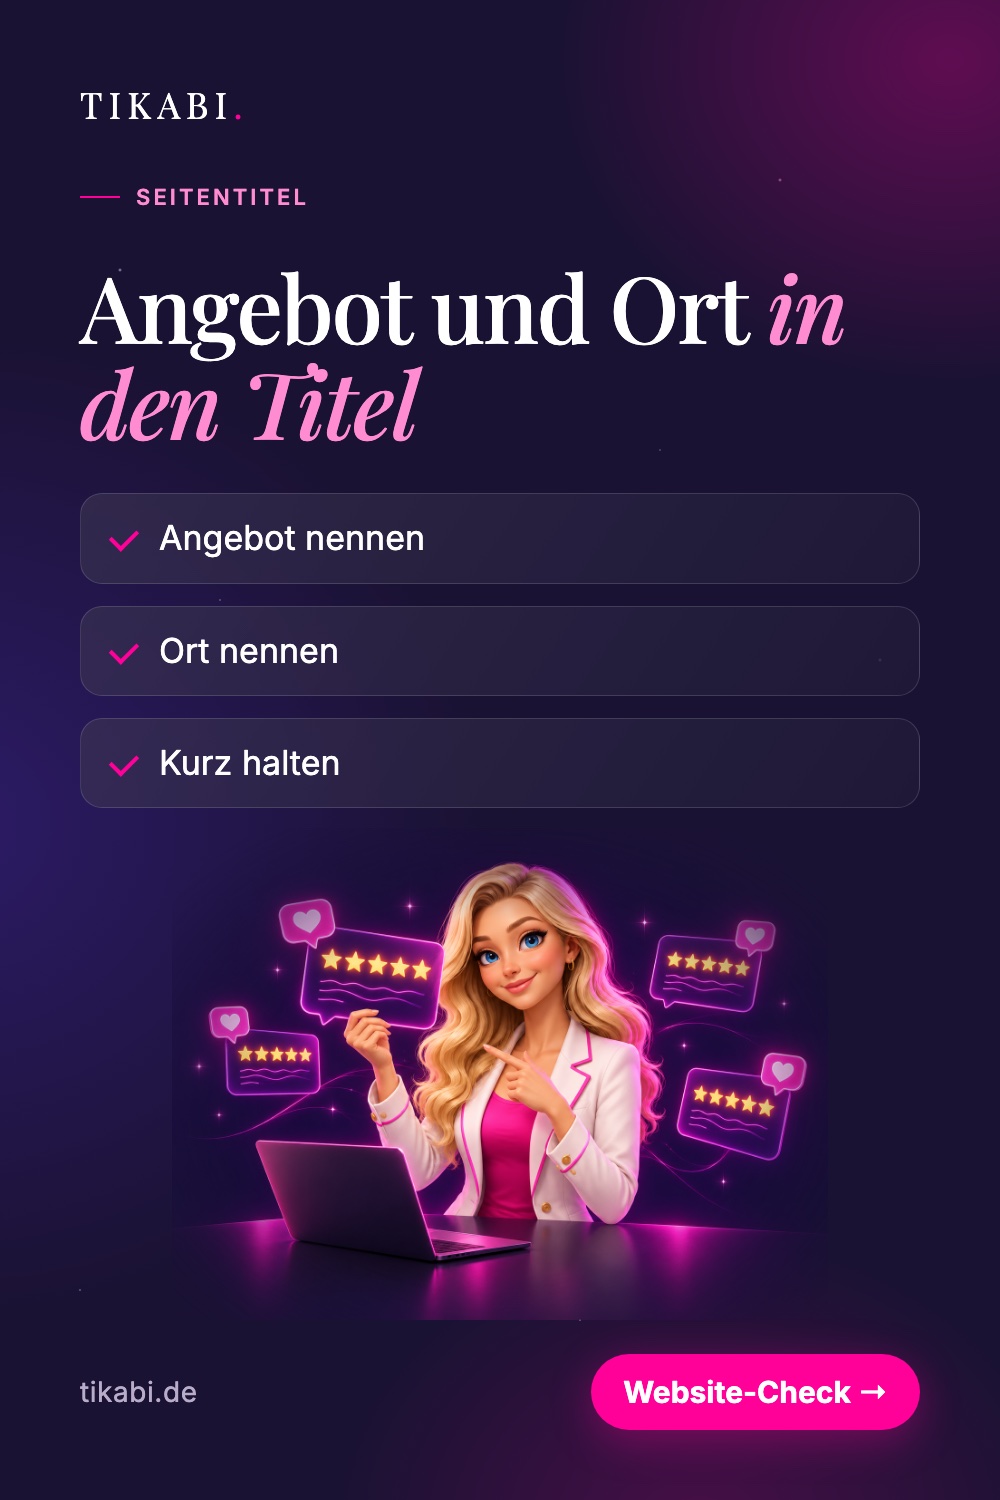 TIKABI.
SEITENTITEL
Angebot und Ort in
den Titel
Angebot nennen
Ort nennen
Kurz halten
tikabi.de
Website-Check →